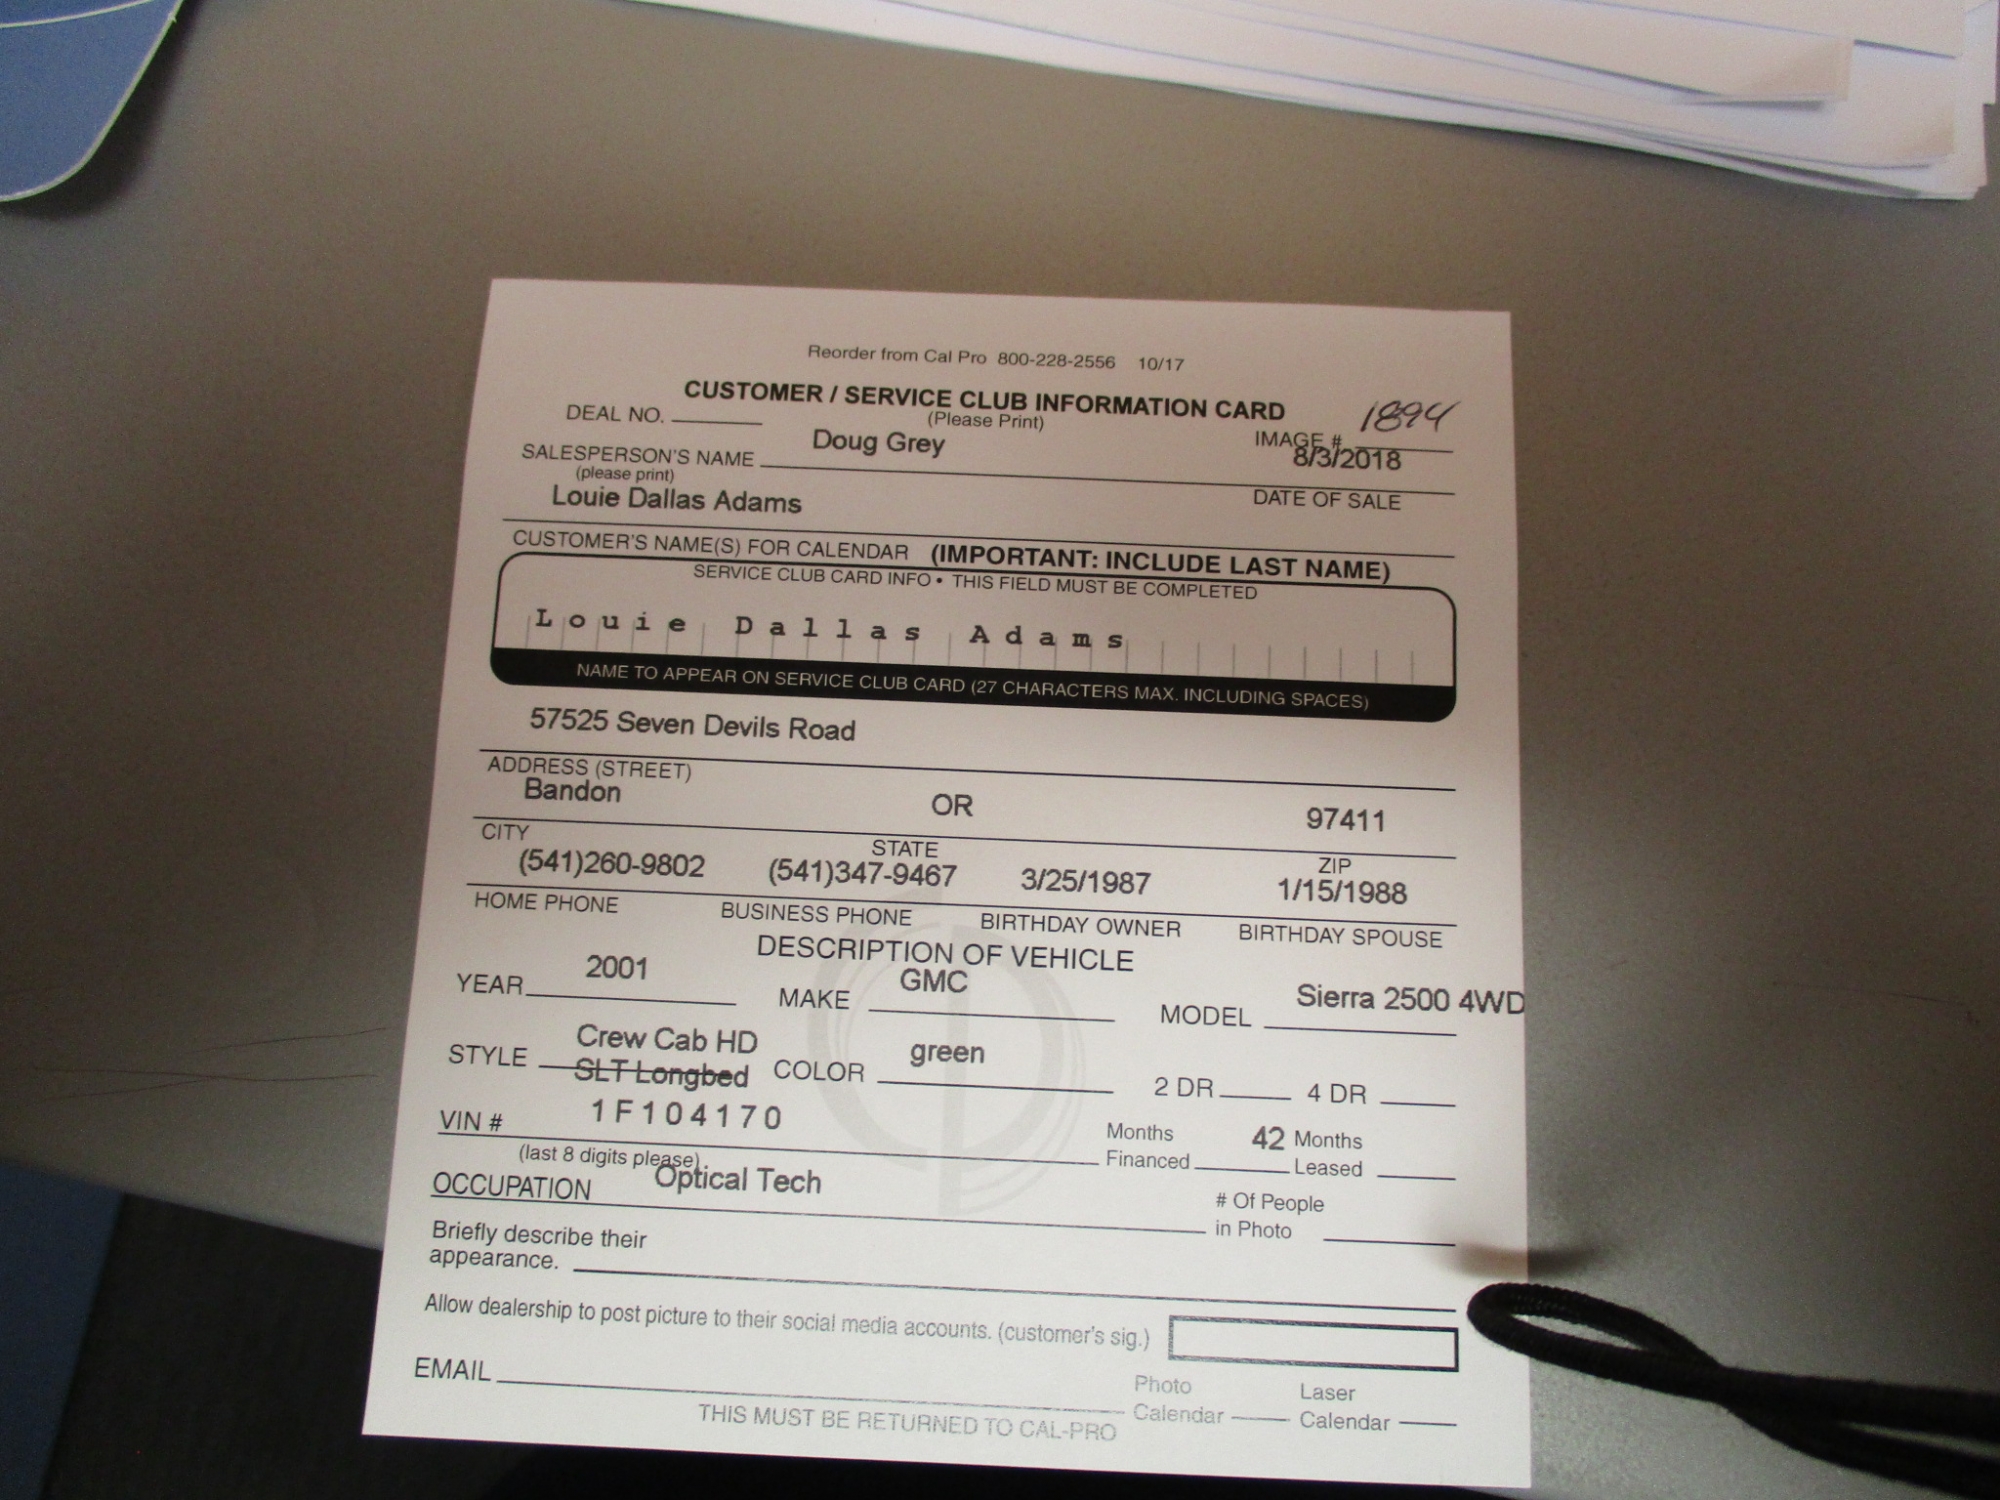 Reorder from Cal Pro 800-228-2556 10/17
CUSTOMER / SERVICE CLUB INFORMATION CARD
(Please Print)
DEAL NO.
1894
IMAGE #
SALESPERSON'S NAME Doug Grey 8/3/2018
(please print)
DATE OF SALE
Louie Dallas Adams
CUSTOMER'S NAME(S) FOR CALENDAR (IMPORTANT: INCLUDE LAST NAME)
SERVICE CLUB CARD INFO • THIS FIELD MUST BE COMPLETED
Louie Dallas Adams
NAME TO APPEAR ON SERVICE CLUB CARD (27 CHARACTERS MAX. INCLUDING SPACES)
57525 Seven Devils Road
ADDRESS (STREET)
Bandon OR 97411
CITY STATE ZIP
(541)260-9802 (541)347-9467 3/25/1987 1/15/1988
HOME PHONE BUSINESS PHONE BIRTHDAY OWNER BIRTHDAY SPOUSE
DESCRIPTION OF VEHICLE
YEAR 2001 MAKE GMC MODEL Sierra 2500 4WD
STYLE Crew Cab HD SLT Longbed COLOR green 2 DR 4 DR
VIN # 1F104170
(last 8 digits please)
Months Financed 42 Months Leased
OCCUPATION Optical Tech
# Of People in Photo
Briefly describe their
appearance.
Allow dealership to post picture to their social media accounts. (customer's sig.)
EMAIL
Photo Calendar Laser Calendar
THIS MUST BE RETURNED TO CAL-PRO